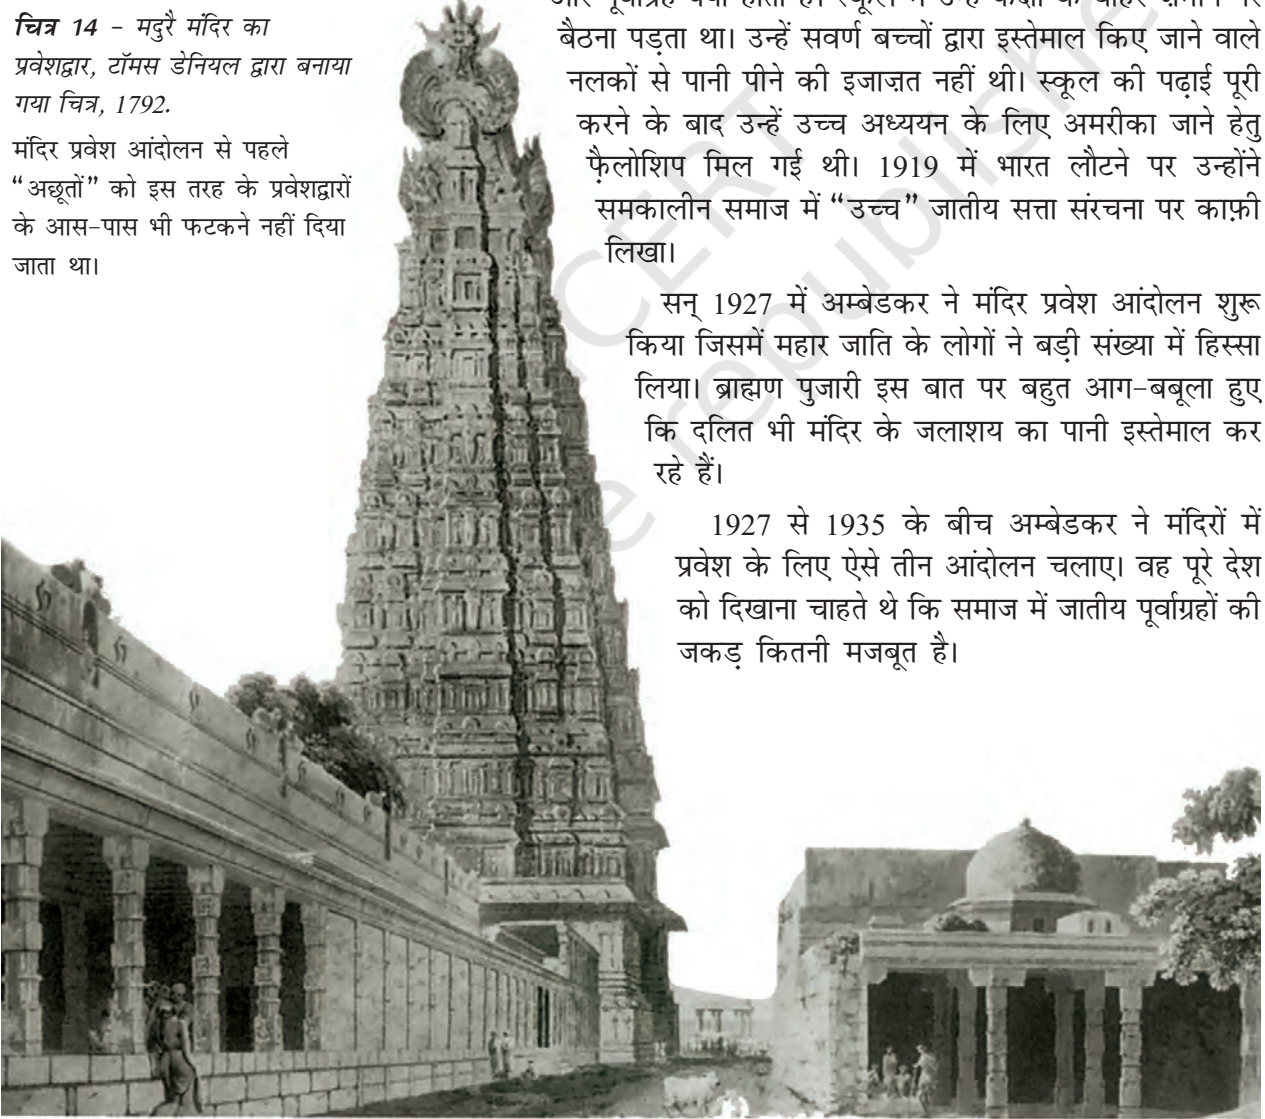 चित्र 14 – मदुरै मंदिर का
प्रवेशद्वार, टॉमस डेनियल द्वारा बनाया
गया चित्र, 1792.
मंदिर प्रवेश आंदोलन से पहले
“अछूतों” को इस तरह के प्रवेशद्वारों
के आस-पास भी फटकने नहीं दिया
जाता था।
बैठना पड़ता था। उन्हें सवर्ण बच्चों द्वारा इस्तेमाल किए जाने वाले
नलकों से पानी पीने की इजाज़त नहीं थी। स्कूल की पढ़ाई पूरी
करने के बाद उन्हें उच्च अध्ययन के लिए अमरीका जाने हेतु
फ़ैलोशिप मिल गई थी। 1919 में भारत लौटने पर उन्होंने
समकालीन समाज में “उच्च” जातीय सत्ता संरचना पर काफ़ी
लिखा।
सन् 1927 में अम्बेडकर ने मंदिर प्रवेश आंदोलन शुरू
किया जिसमें महार जाति के लोगों ने बड़ी संख्या में हिस्सा
लिया। ब्राह्मण पुजारी इस बात पर बहुत आग-बबूला हुए
कि दलित भी मंदिर के जलाशय का पानी इस्तेमाल कर
रहे हैं।
1927 से 1935 के बीच अम्बेडकर ने मंदिरों में
प्रवेश के लिए ऐसे तीन आंदोलन चलाए। वह पूरे देश
को दिखाना चाहते थे कि समाज में जातीय पूर्वाग्रहों की
जकड़ कितनी मजबूत है।
NCERT
republishe